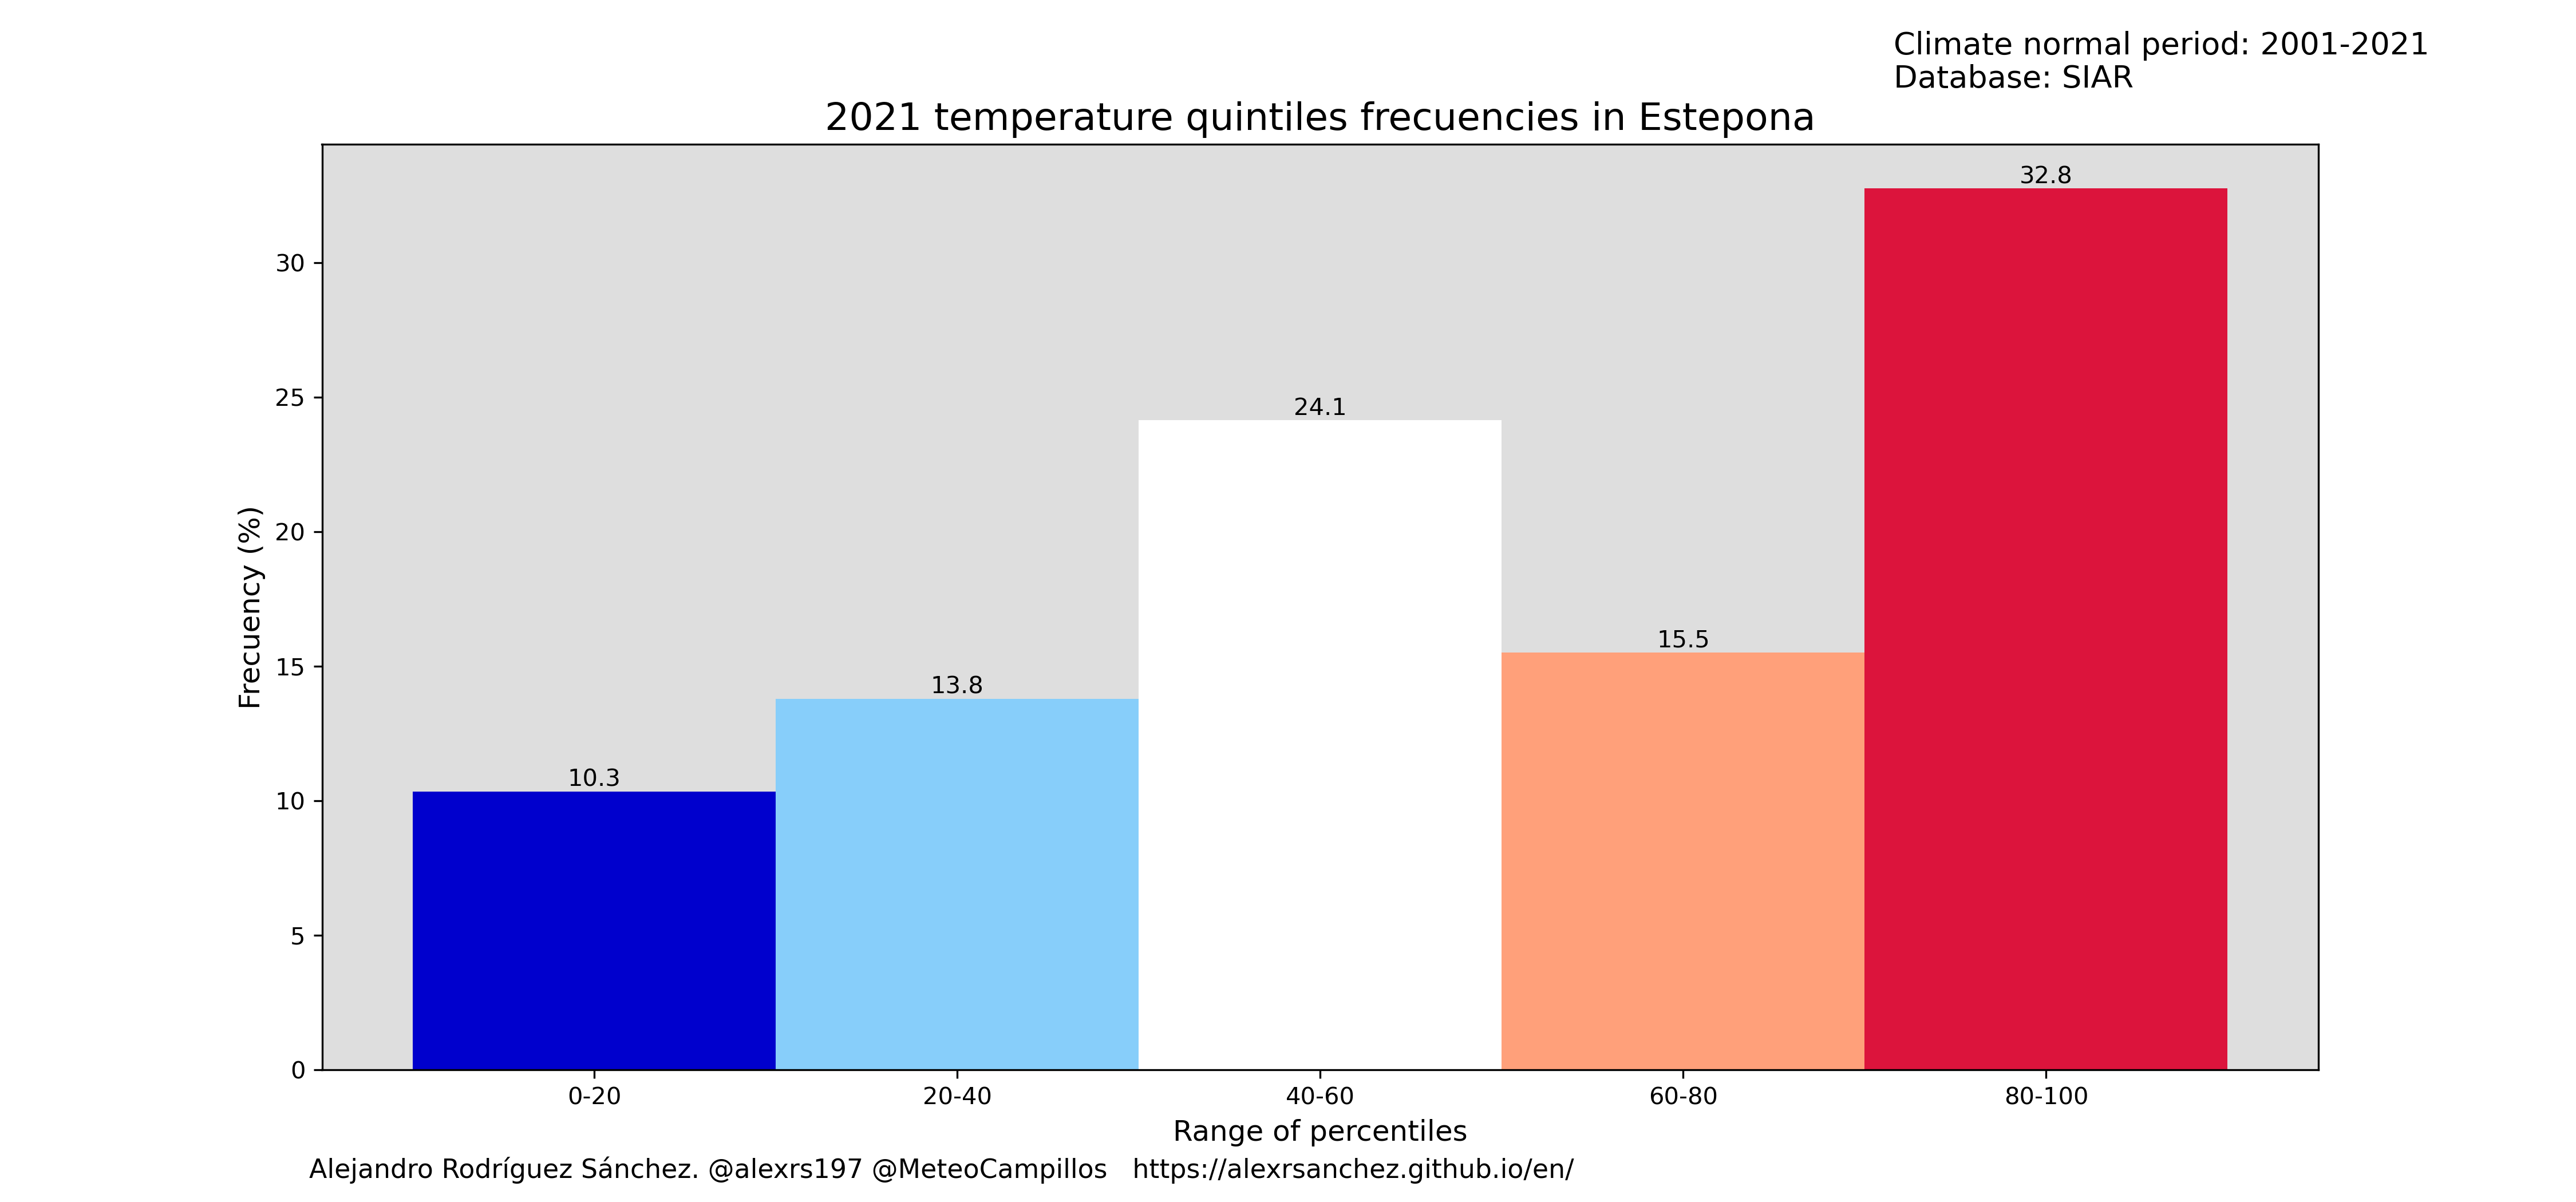 Climate normal period: 2001-2021
Database: SIAR
2021 temperature quintiles frecuencies in Estepona
32.8
30
25
24.1
Frecuency (%)
20
15.5
15
13.8
10.3
10
5
0
0-20
20-40
40-60
60-80
80-100
Range of percentiles
Alejandro Rodríguez Sánchez. @alexrs197 @MeteoCampillos   https://alexrsanchez.github.io/en/